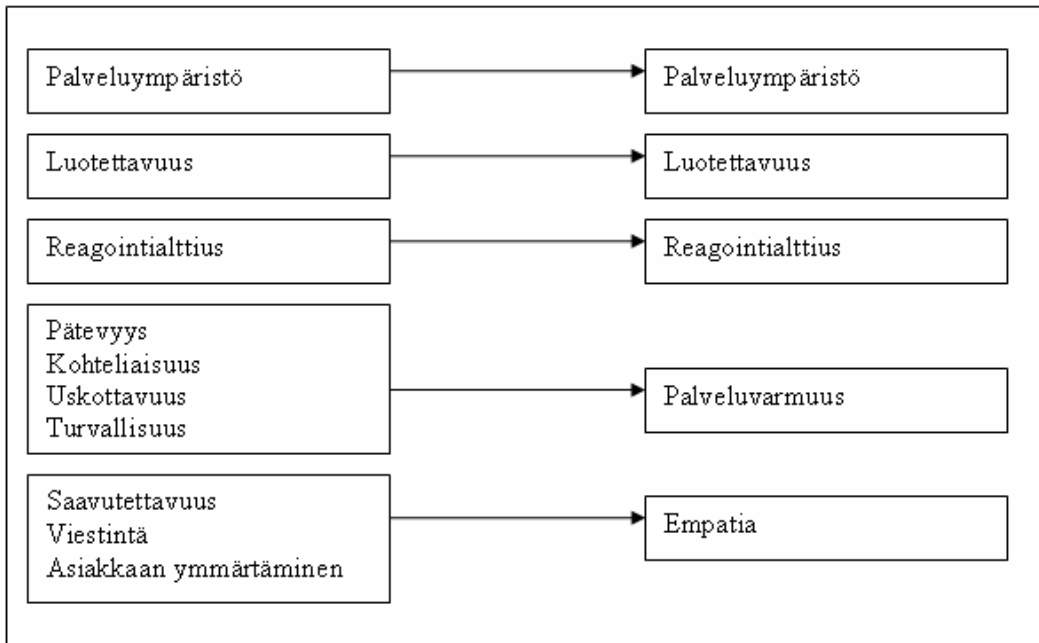 Palveluympäristö
Palveluympäristö
Luotettavuus
Luotettavuus
Reagointialttius
Reagointialttius
Pätevyys
Kohteliaisuus
Uskottavuus
Turvallisuus
Palveluvarmuus
Saavutettavuus
Viestintä
Asiakkaan ymmärtäminen
Empatia